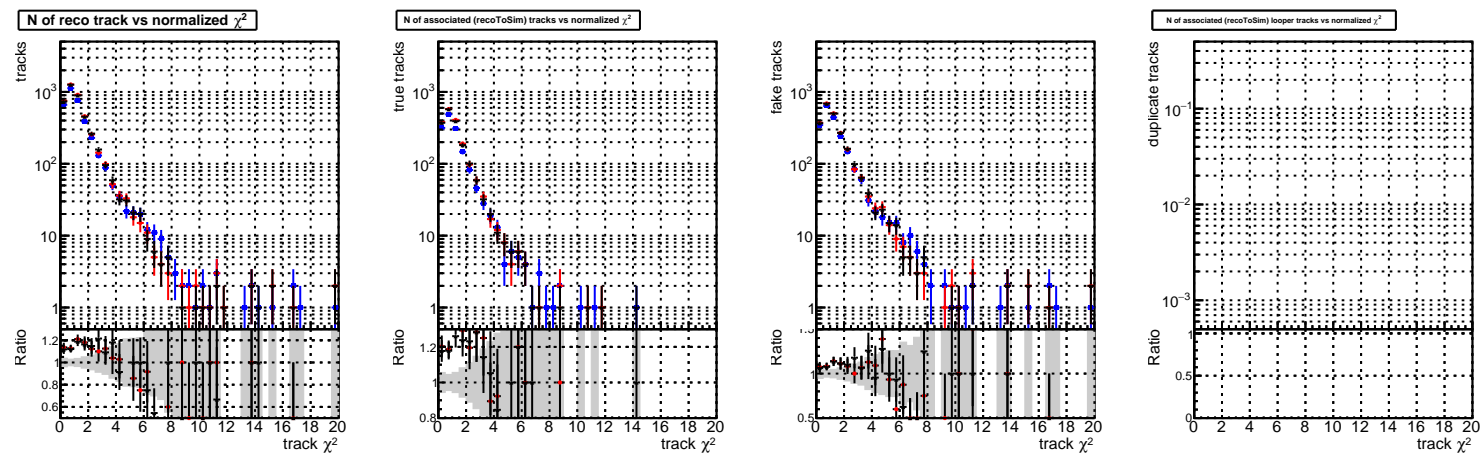 N of reco track vs normalized χ²
tracks
10³
10²
10
1
Ratio
1.2
1
0.8
0.6
0 2 4 6 8 10 12 14 16 18 20
track χ²
N of associated (recoToSim) tracks vs normalized χ²
true tracks
10³
10²
10
1
Ratio
1.2
1
0.8
0 2 4 6 8 10 12 14 16 18 20
track χ²
fake tracks
10³
10²
10
1
Ratio
1.5
1
0.5
0 2 4 6 8 10 12 14 16 18 20
track χ²
N of associated (recoToSim) looper tracks vs normalized χ²
duplicate tracks
10⁻¹
10⁻²
10⁻³
Ratio
1
0.5
0
0 2 4 6 8 10 12 14 16 18 20
track χ²